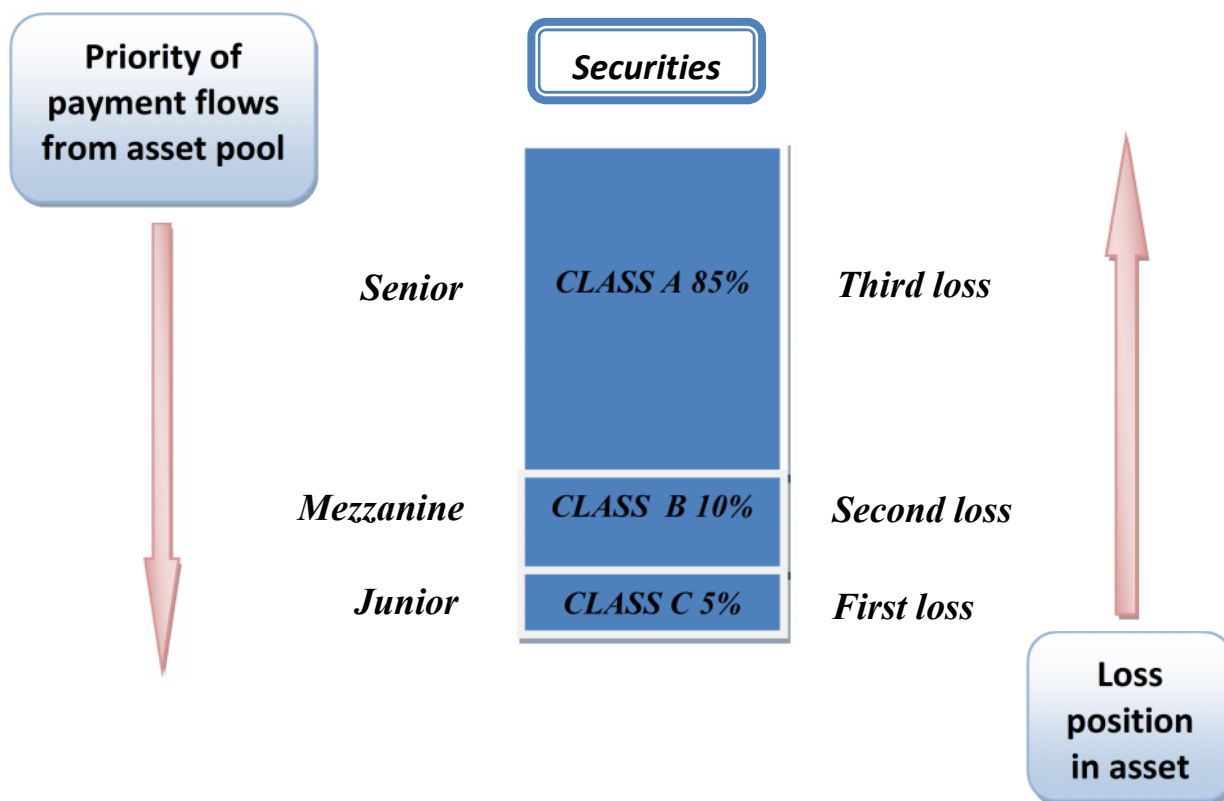 Priority of
payment flows
from asset pool
Securities
Senior
CLASS A 85%
Third loss
Mezzanine
CLASS B 10%
Second loss
Junior
CLASS C 5%
First loss
Loss
position
in asset